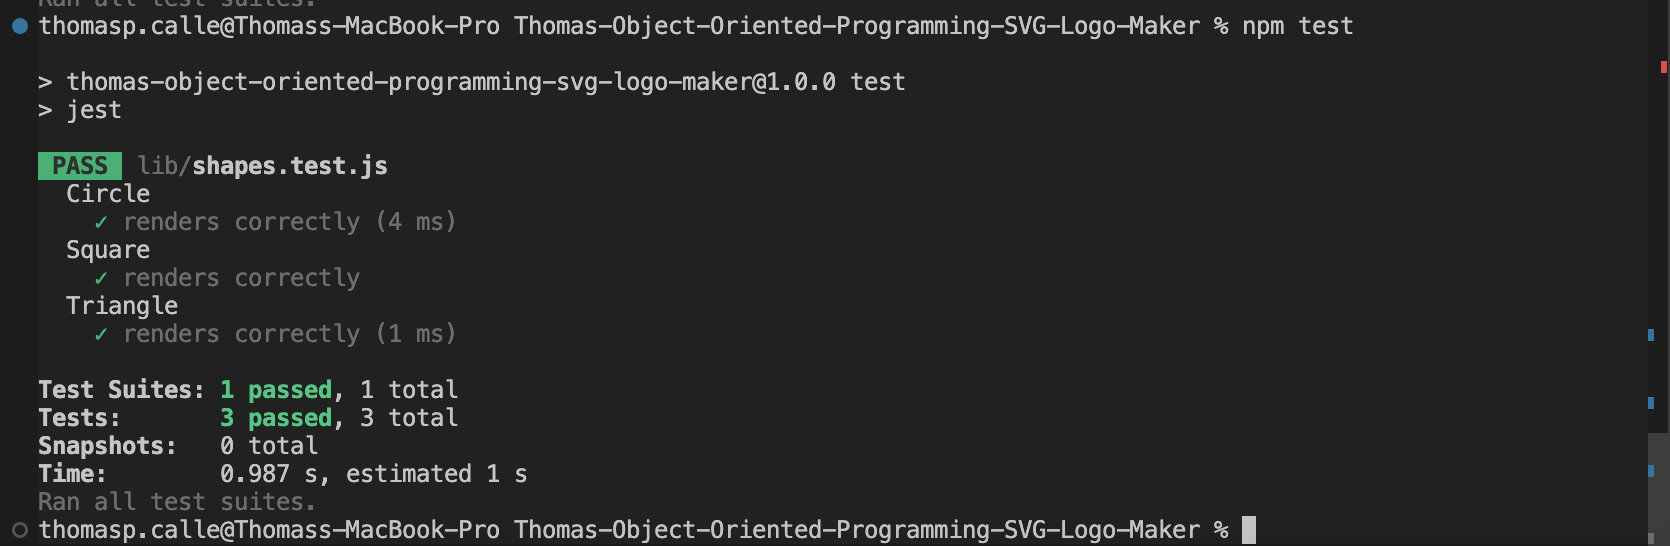 Ran all test suites.
thomasp.calle@Thomass-MacBook-Pro Thomas-Object-Oriented-Programming-SVG-Logo-Maker % npm test
> thomas-object-oriented-programming-svg-logo-maker@1.0.0 test
> jest
PASS lib/shapes.test.js
Circle
✓ renders correctly (4 ms)
Square
✓ renders correctly
Triangle
✓ renders correctly (1 ms)
Test Suites: 1 passed, 1 total
Tests: 3 passed, 3 total
Snapshots: 0 total
Time: 0.987 s, estimated 1 s
Ran all test suites.
thomasp.calle@Thomass-MacBook-Pro Thomas-Object-Oriented-Programming-SVG-Logo-Maker %